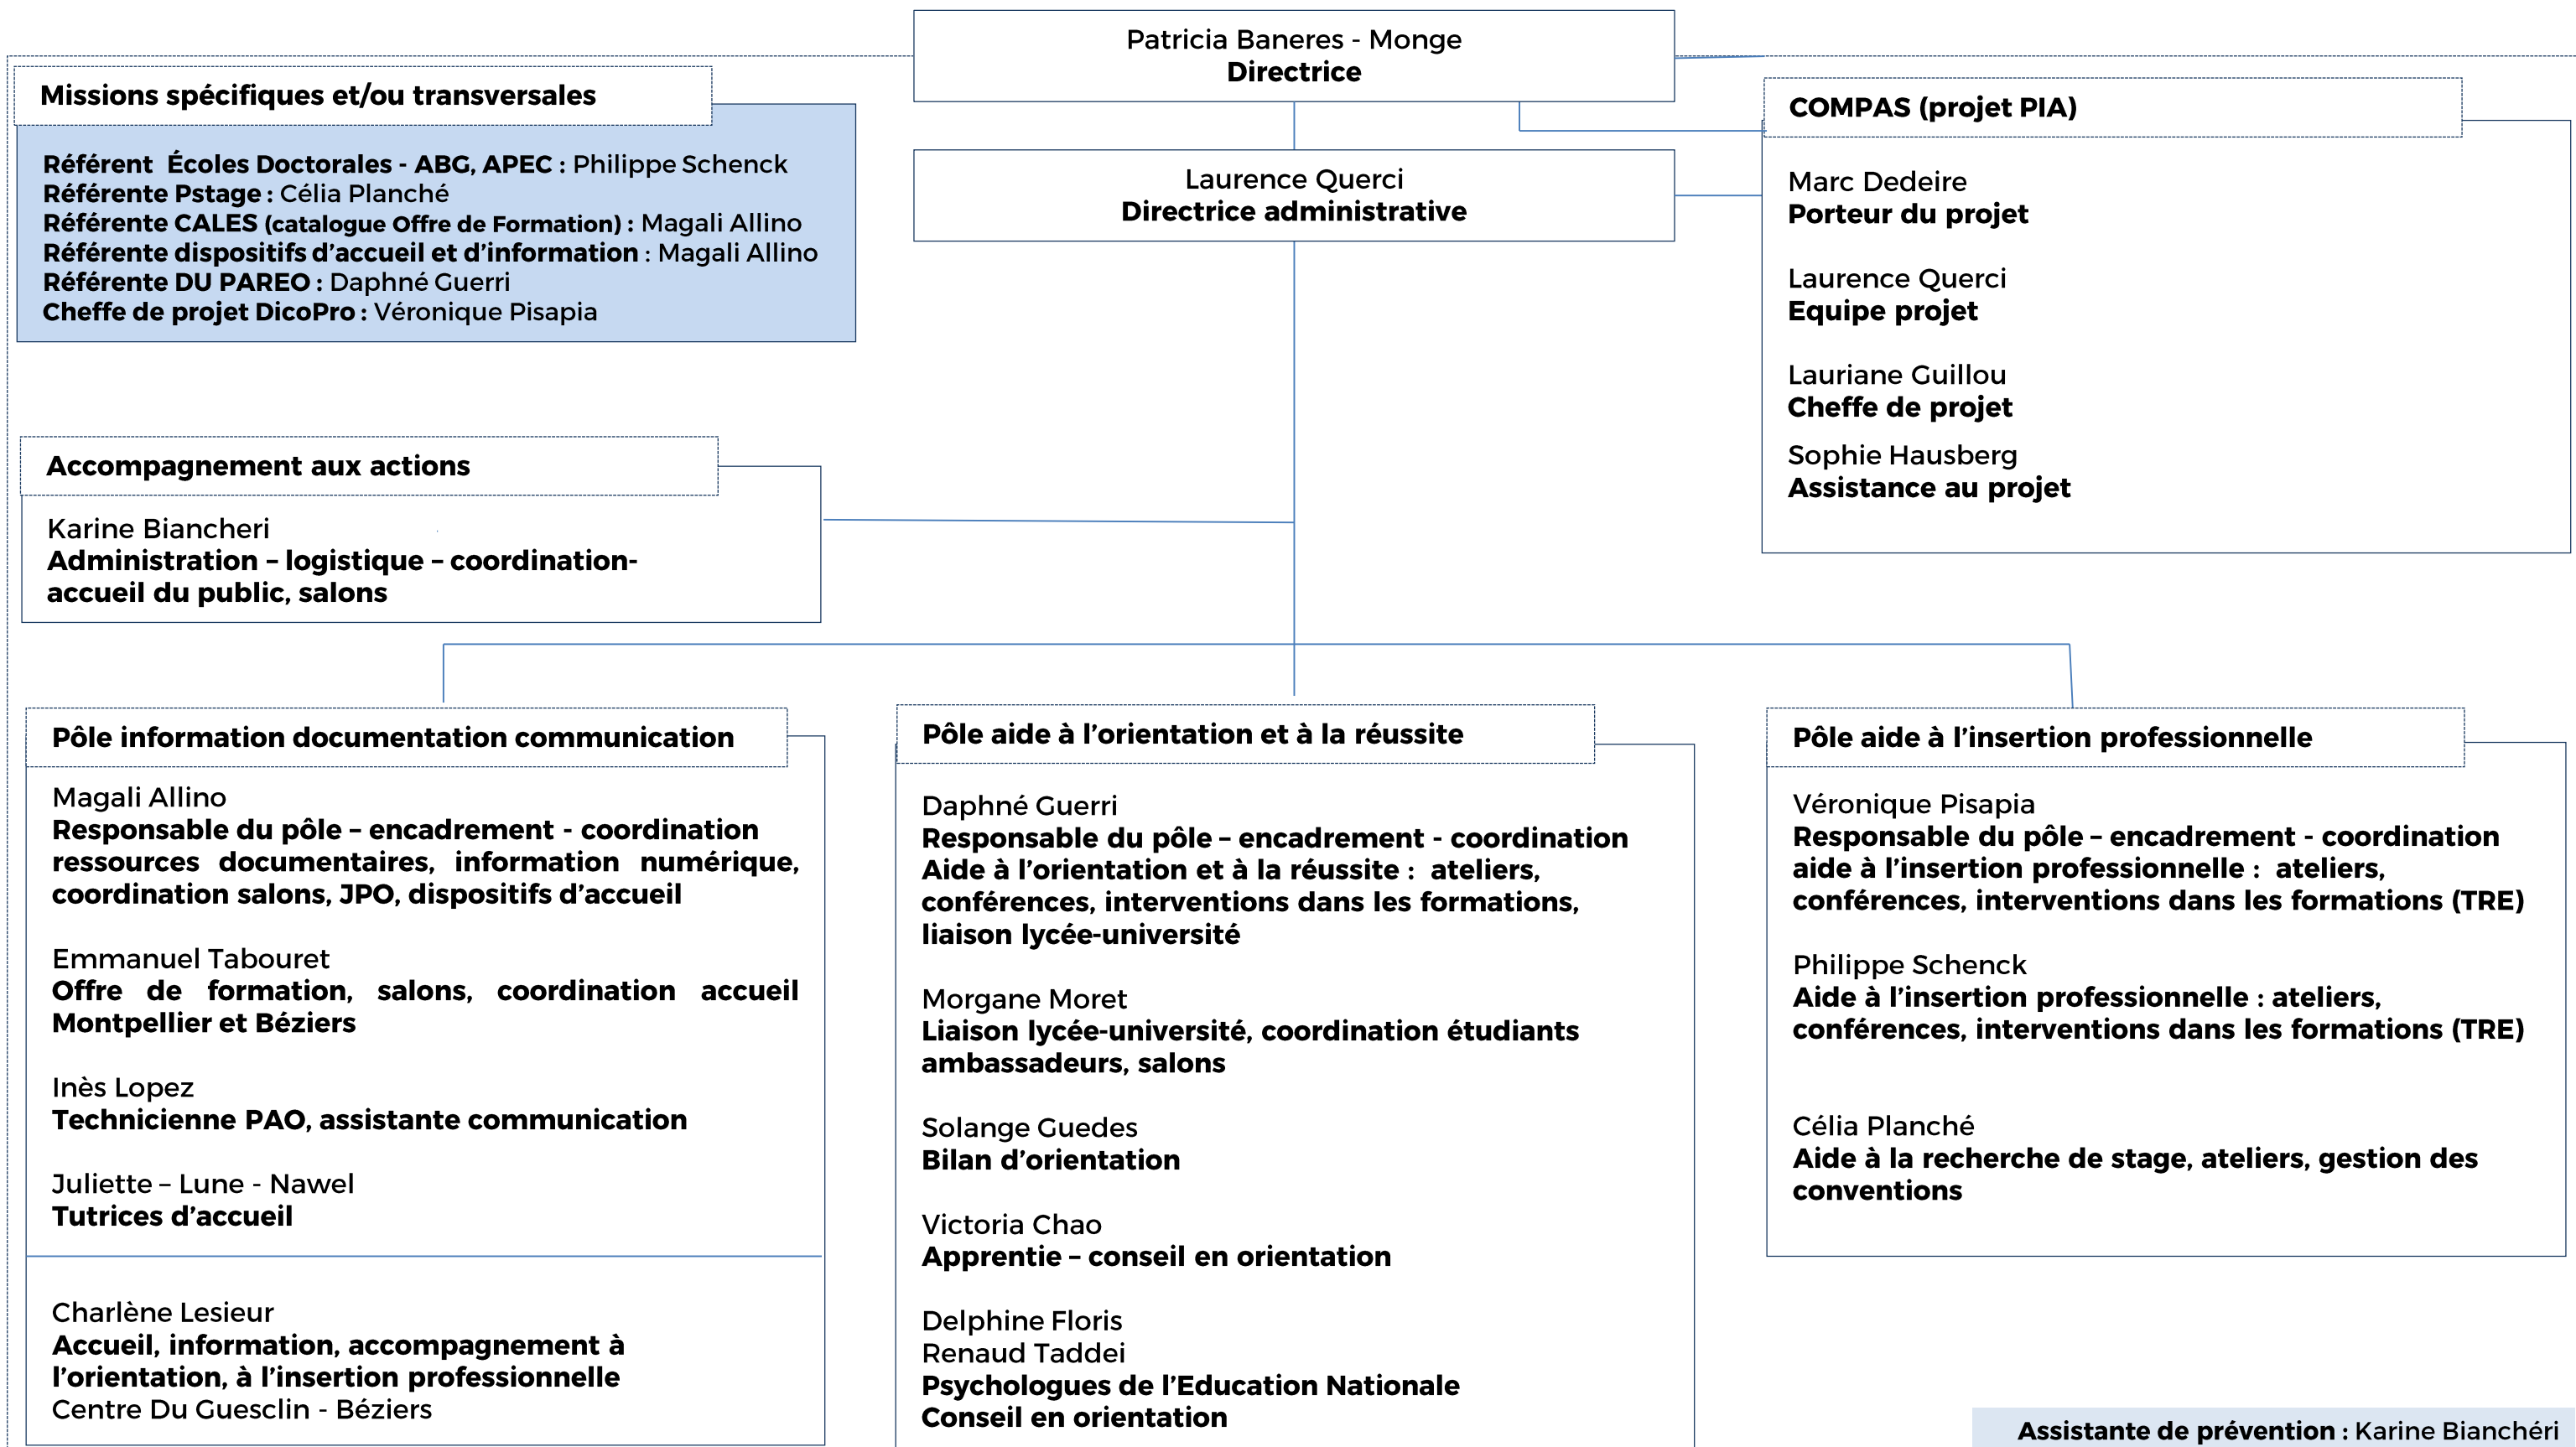 Patricia Baneres - Monge
Directrice
Missions spécifiques et/ou transversales
Référent  Écoles Doctorales - ABG, APEC : Philippe Schenck
Référente Pstage : Célia Planché
Référente CALES (catalogue Offre de Formation) : Magali Allino
Référente dispositifs d’accueil et d’information : Magali Allino
Référente DU PAREO : Daphné Guerri
Cheffe de projet DicoPro : Véronique Pisapia
Laurence Querci
Directrice administrative
COMPAS (projet PIA)
Marc Dedeire
Porteur du projet
Laurence Querci
Equipe projet
Lauriane Guillou
Cheffe de projet
Sophie Hausberg
Assistance au projet
Accompagnement aux actions
Karine Biancheri
Administration – logistique – coordination-
accueil du public, salons
Pôle information documentation communication
Magali Allino
Responsable du pôle – encadrement - coordination
ressources documentaires, information numérique,
coordination salons, JPO, dispositifs d’accueil
Emmanuel Tabouret
Offre de formation, salons, coordination accueil
Montpellier et Béziers
Inès Lopez
Technicienne PAO, assistante communication
Juliette – Lune - Nawel
Tutrices d’accueil
Charlène Lesieur
Accueil, information, accompagnement à
l’orientation, à l’insertion professionnelle
Centre Du Guesclin - Béziers
Pôle aide à l’orientation et à la réussite
Daphné Guerri
Responsable du pôle – encadrement - coordination
Aide à l’orientation et à la réussite :  ateliers,
conférences, interventions dans les formations,
liaison lycée-université
Morgane Moret
Liaison lycée-université, coordination étudiants
ambassadeurs, salons
Solange Guedes
Bilan d’orientation
Victoria Chao
Apprentie – conseil en orientation
Delphine Floris
Renaud Taddei
Psychologues de l’Education Nationale
Conseil en orientation
Pôle aide à l’insertion professionnelle
Véronique Pisapia
Responsable du pôle – encadrement - coordination
aide à l’insertion professionnelle :  ateliers,
conférences, interventions dans les formations (TRE)
Philippe Schenck
Aide à l’insertion professionnelle : ateliers,
conférences, interventions dans les formations (TRE)
Célia Planché
Aide à la recherche de stage, ateliers, gestion des
conventions
Assistante de prévention : Karine Bianchéri